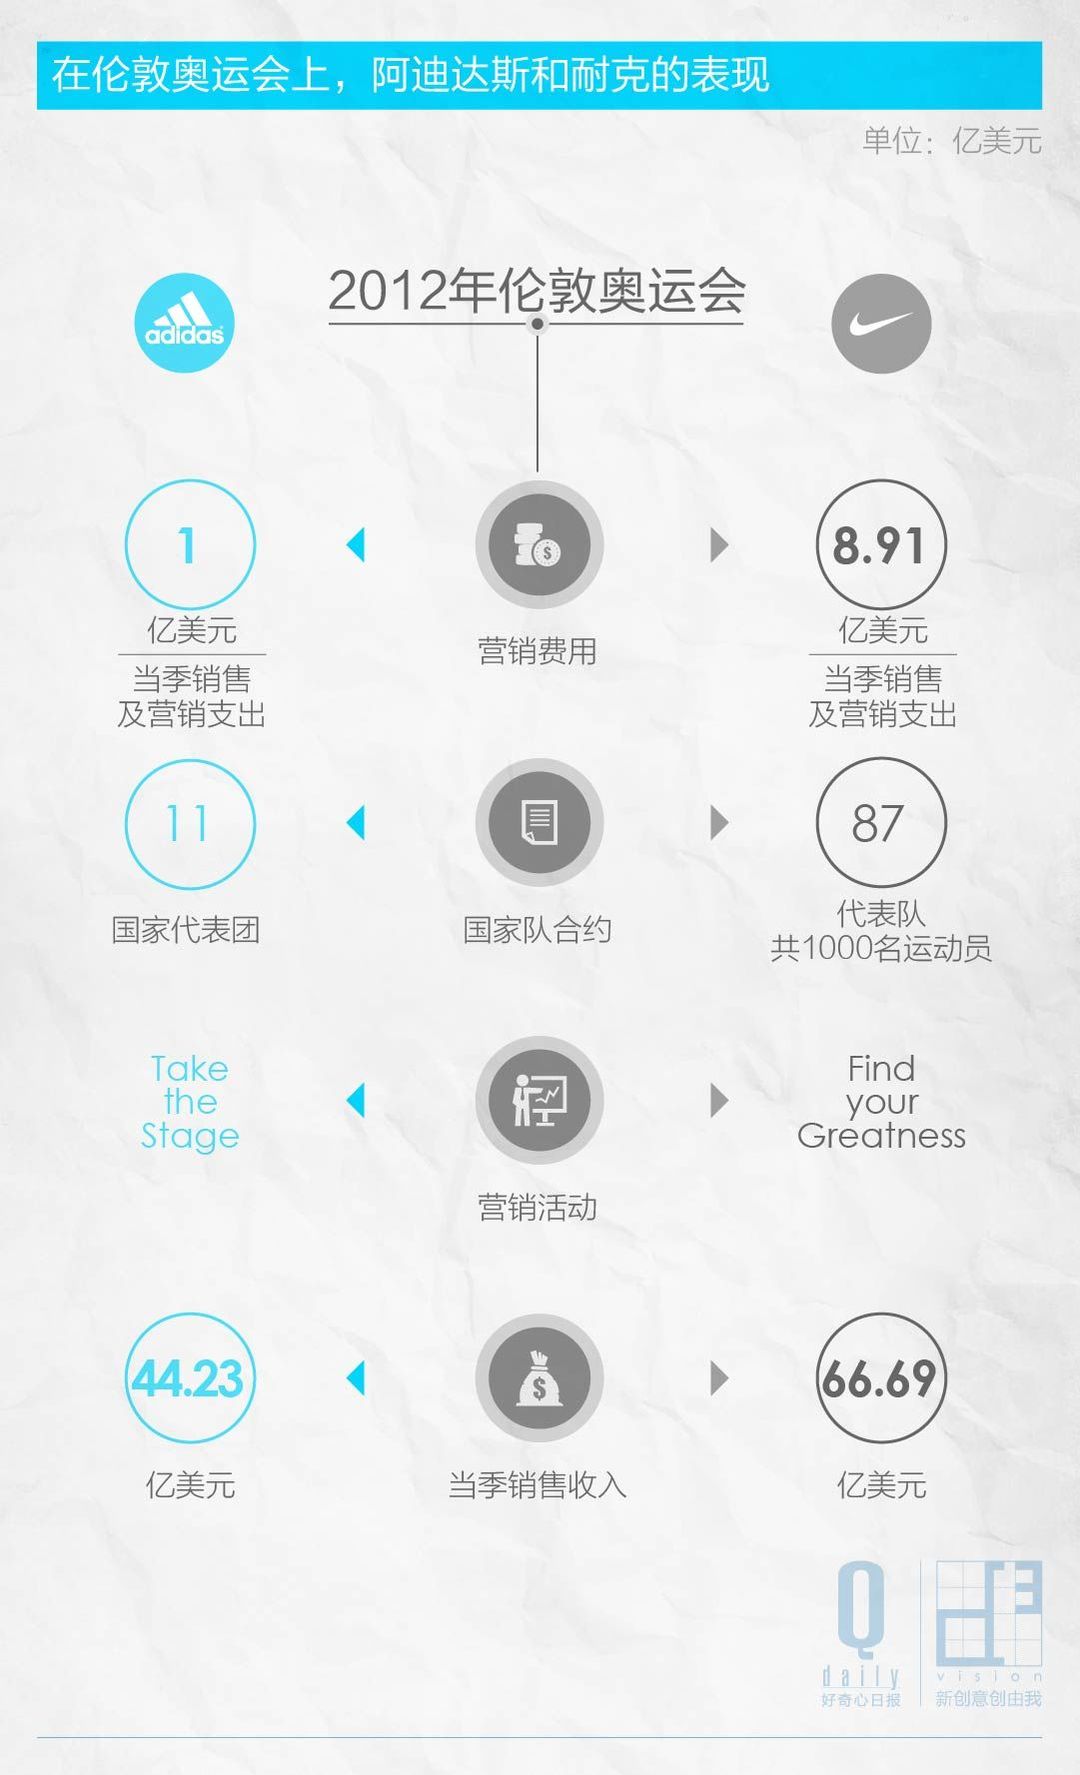 在伦敦奥运会上，阿迪达斯和耐克的表现
单位：亿美元
2012年伦敦奥运会
adidas
1
亿美元
当季销售
及营销支出
营销费用
8.91
亿美元
当季销售
及营销支出
11
国家代表团
国家队合约
87
代表队
共1000名运动员
Take
the
Stage
营销活动
Find
your
Greatness
44.23
亿美元
当季销售收入
66.69
亿美元
Q
daily
好奇心日报
vision
新创意创由我